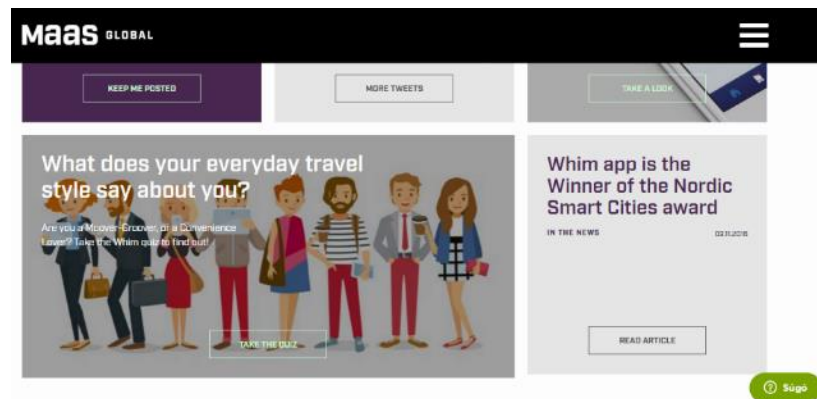 MaaS GLOBAL
KEEP ME POSTED
MORE TWEETS
TAKE A LOOK
What does your everyday travel
style say about you?
Are you a Moover-Groover, or a Convenience
Lover? Take the Whim quiz to find out!
TAKE THE QUIZ
Whim app is the
Winner of the Nordic
Smart Cities award
IN THE NEWS
READ ARTICLE
Súgó